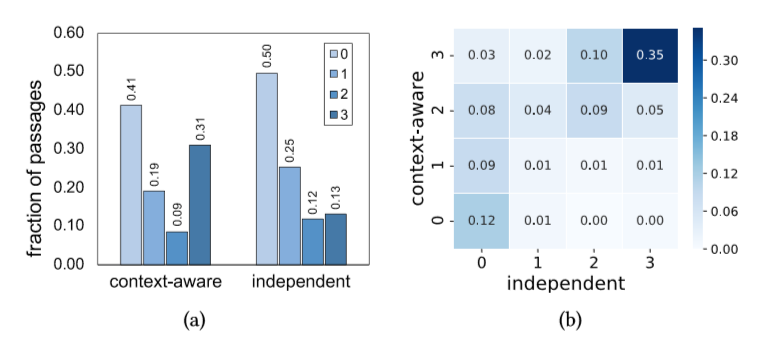 0.60
0.50
0.40
0.30
0.20
0.10
0.00
fraction of passages
0.41
0.19
0.09
0.31
0.50
0.25
0.12
0.13
0
1
2
3
context-aware independent
(a)
context-aware
3 0.03 0.02 0.10 0.35
2 0.08 0.04 0.09 0.05
1 0.09 0.01 0.01 0.01
0 0.12 0.01 0.00 0.00
0 1 2 3
independent
0.30
0.24
0.18
0.12
0.06
0.00
(b)